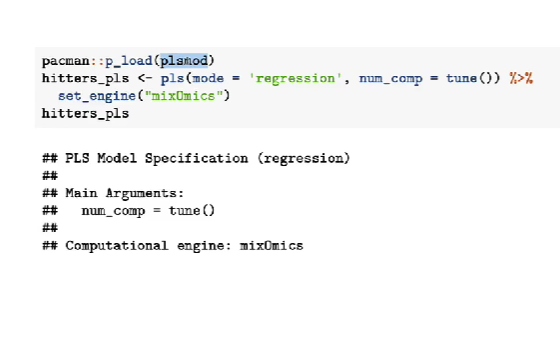 pacman::p_load(plsmod)
hitters_pls <- pls(mode = 'regression', num_comp = tune()) %>%
  set_engine("mixOmics")
hitters_pls
## PLS Model Specification (regression)
##
## Main Arguments:
##   num_comp = tune()
##
## Computational engine: mixOmics